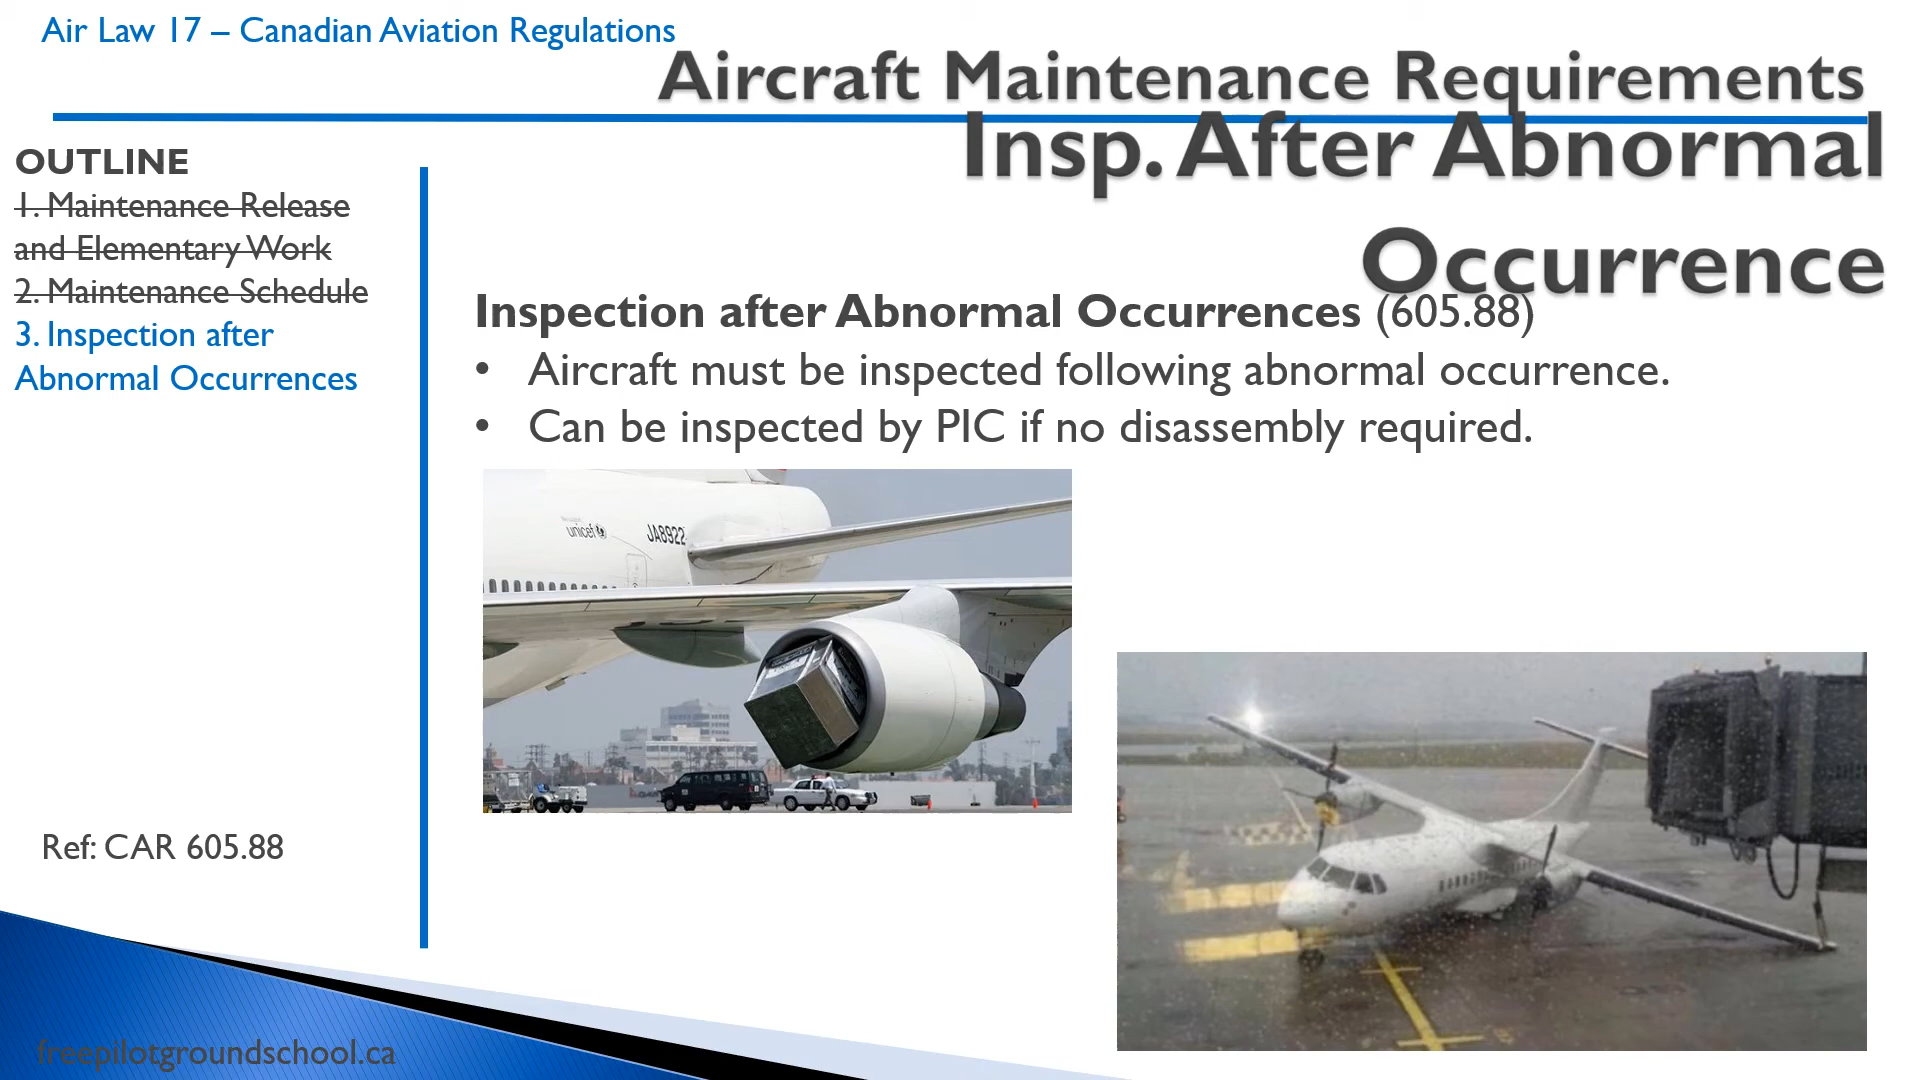 Air Law 17 – Canadian Aviation Regulations
Aircraft Maintenance Requirements
Insp. After Abnormal
Occurrence
OUTLINE
1. Maintenance Release
and Elementary Work
2. Maintenance Schedule
3. Inspection after
Abnormal Occurrences
Inspection after Abnormal Occurrences (605.88)
• Aircraft must be inspected following abnormal occurrence.
• Can be inspected by PIC if no disassembly required.
unicef
JA8922
Ref: CAR 605.88
freepilotgroundschool.ca